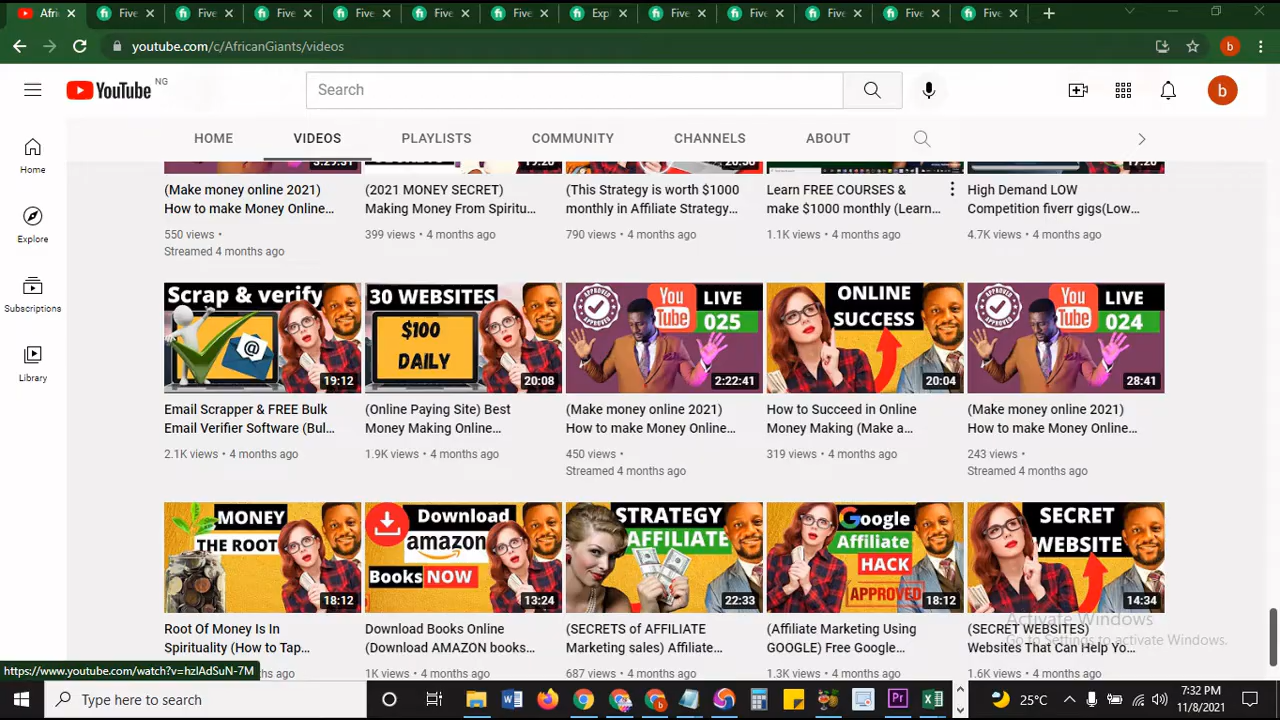 Afri
Five
Five
Five
Five
Five
Five
Exp
Five
Five
Five
Five
Five
youtube.com/c/AfricanGiants/videos
b
YouTube NG
Search
b
HOME
VIDEOS
PLAYLISTS
COMMUNITY
CHANNELS
ABOUT
Home
Explore
Subscriptions
Library
3:29:31
(Make money online 2021)
How to make Money Online...
550 views •
Streamed 4 months ago
(2021 MONEY SECRET)
Making Money From Spiritu...
399 views • 4 months ago
(This Strategy is worth $1000
monthly in Affiliate Strategy...
790 views • 4 months ago
Learn FREE COURSES &
make $1000 monthly (Learn...
1.1K views • 4 months ago
High Demand LOW
Competition fiverr gigs(Low...
4.7K views • 4 months ago
Scrap & verify
@
19:12
Email Scrapper & FREE Bulk
Email Verifier Software (Bul...
2.1K views • 4 months ago
30 WEBSITES
$100
DAILY
20:08
(Online Paying Site) Best
Money Making Online...
1.9K views • 4 months ago
APPROVED
APPROVED
You
Tube
LIVE
025
2:22:41
(Make money online 2021)
How to make Money Online...
450 views •
Streamed 4 months ago
ONLINE
SUCCESS
20:04
How to Succeed in Online
Money Making (Make a...
319 views • 4 months ago
APPROVED
APPROVED
You
Tube
LIVE
024
28:41
(Make money online 2021)
How to make Money Online...
243 views •
Streamed 4 months ago
MONEY
THE ROOT
18:12
Root Of Money Is In
Spirituality (How to Tap...
Download
amazon
Books NOW
13:24
Download Books Online
(Download AMAZON books...
1K views • 4 months ago
STRATEGY
AFFILIATE
22:33
(SECRETS of AFFILIATE
Marketing sales) Affiliate...
687 views • 4 months ago
Google
Affiliate
HACK
APPROVED
18:12
(Affiliate Marketing Using
GOOGLE) Free Google...
1.3K views • 4 months ago
SECRET
WEBSITE
14:34
(SECRET WEBSITES)
Websites That Can Help Yo...
1.6K views • 4 months ago
Activate Windows
Go to Settings to activate Windows.
https://www.youtube.com/watch?v=hzlAdSuN-7M
Type here to search
25°C
7:32 PM
11/8/2021